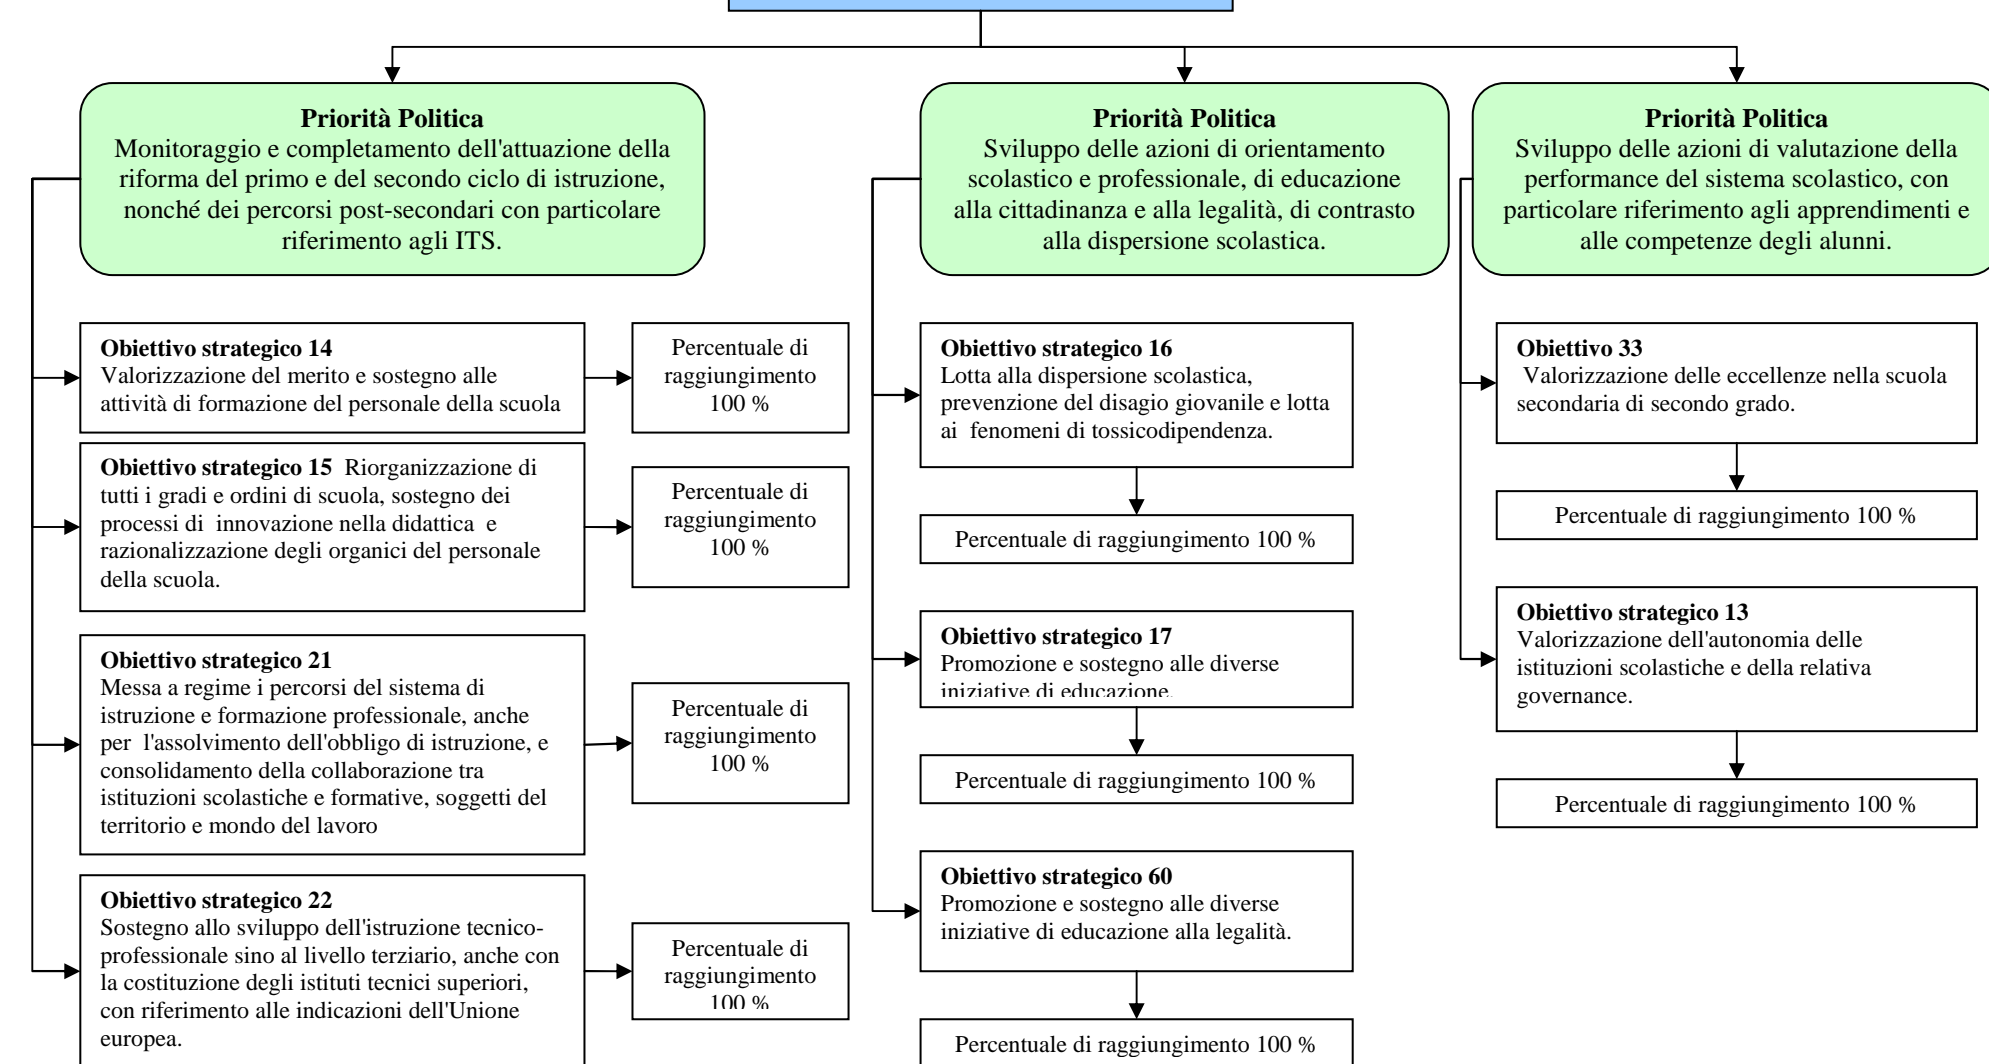 Priorità Politica
Monitoraggio e completamento dell'attuazione della
riforma del primo e del secondo ciclo di istruzione,
nonché dei percorsi post-secondari con particolare
riferimento agli ITS.
Obiettivo strategico 14
Valorizzazione del merito e sostegno alle
attività di formazione del personale della scuola
Percentuale di
raggiungimento
100 %
Obiettivo strategico 15 Riorganizzazione di
tutti i gradi e ordini di scuola, sostegno dei
processi di innovazione nella didattica e
razionalizzazione degli organici del personale
della scuola.
Percentuale di
raggiungimento
100 %
Obiettivo strategico 21
Messa a regime i percorsi del sistema di
istruzione e formazione professionale, anche
per l'assolvimento dell'obbligo di istruzione, e
consolidamento della collaborazione tra
istituzioni scolastiche e formative, soggetti del
territorio e mondo del lavoro
Percentuale di
raggiungimento
100 %
Obiettivo strategico 22
Sostegno allo sviluppo dell'istruzione tecnico-
professionale sino al livello terziario, anche con
la costituzione degli istituti tecnici superiori,
con riferimento alle indicazioni dell'Unione
europea.
Percentuale di
raggiungimento
100 %
Priorità Politica
Sviluppo delle azioni di orientamento
scolastico e professionale, di educazione
alla cittadinanza e alla legalità, di contrasto
alla dispersione scolastica.
Obiettivo strategico 16
Lotta alla dispersione scolastica,
prevenzione del disagio giovanile e lotta
ai fenomeni di tossicodipendenza.
Percentuale di raggiungimento 100 %
Obiettivo strategico 17
Promozione e sostegno alle diverse
iniziative di educazione.
Percentuale di raggiungimento 100 %
Obiettivo strategico 60
Promozione e sostegno alle diverse
iniziative di educazione alla legalità.
Percentuale di raggiungimento 100 %
Priorità Politica
Sviluppo delle azioni di valutazione della
performance del sistema scolastico, con
particolare riferimento agli apprendimenti e
alle competenze degli alunni.
Obiettivo 33
Valorizzazione delle eccellenze nella scuola
secondaria di secondo grado.
Percentuale di raggiungimento 100 %
Obiettivo strategico 13
Valorizzazione dell'autonomia delle
istituzioni scolastiche e della relativa
governance.
Percentuale di raggiungimento 100 %